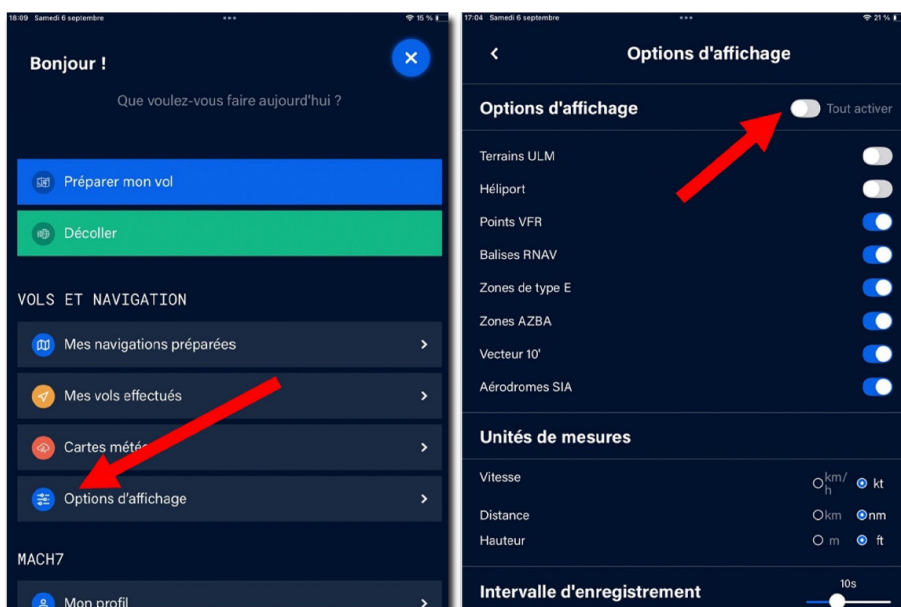 18:09 Samedi 6 septembre
15 %
Bonjour !
Que voulez-vous faire aujourd'hui ?
Préparer mon vol
Décoller
VOLS ET NAVIGATION
Mes navigations préparées
Mes vols effectués
Cartes météo
Options d'affichage
MACH7
Mon profil
17:04 Samedi 6 septembre
21 %
Options d'affichage
Options d'affichage
Tout activer
Terrains ULM
Héliport
Points VFR
Balises RNAV
Zones de type E
Zones AZBA
Vecteur 10'
Aérodromes SIA
Unités de mesures
Vitesse km/h kt
Distance km nm
Hauteur m ft
Intervalle d'enregistrement 10s